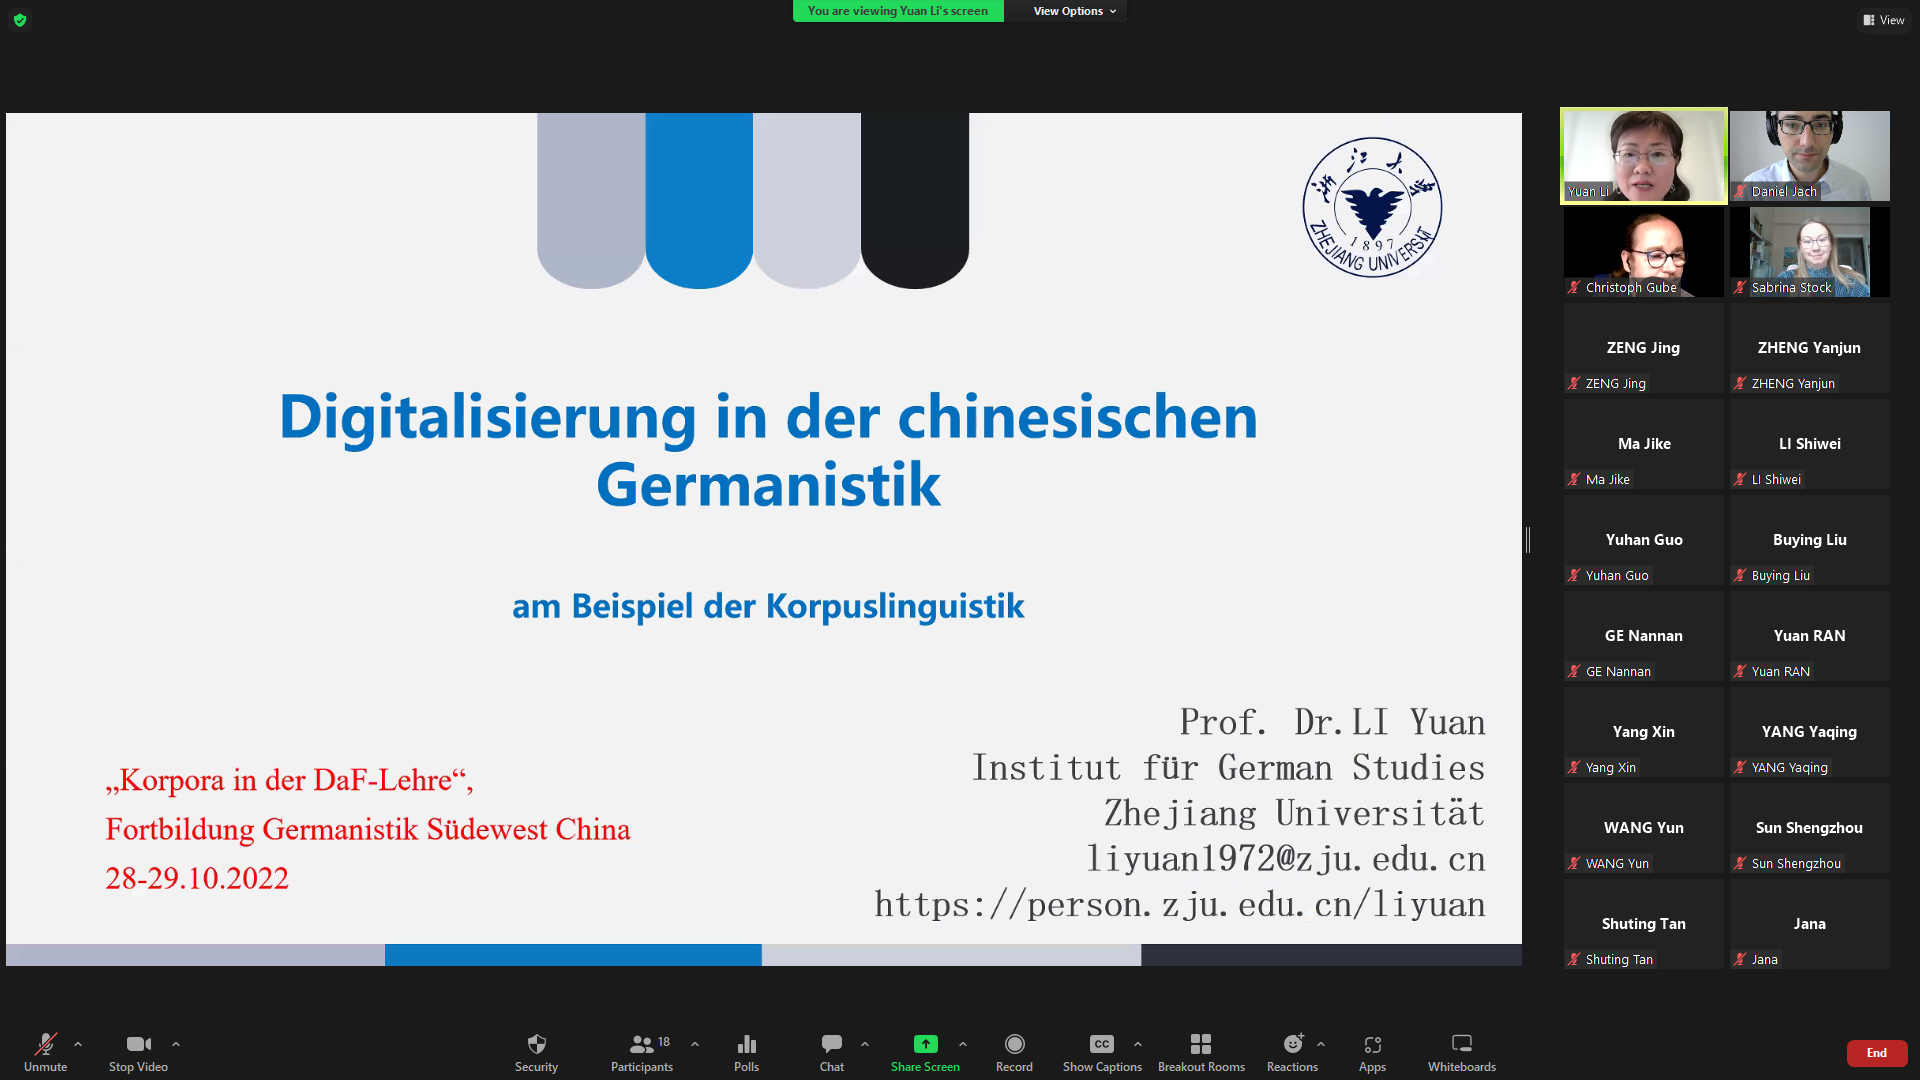 You are viewing Yuan Li's screen
View Options
View
浙江大學
ZHEJIANG UNIVERSITY
1897
Digitalisierung in der chinesischen
Germanistik
am Beispiel der Korpuslinguistik
Prof. Dr.LI Yuan
Institut für German Studies
Zhejiang Universität
liyuan1972@zju.edu.cn
https://person.zju.edu.cn/liyuan
„Korpora in der DaF-Lehre“,
Fortbildung Germanistik Südewest China
28-29.10.2022
Yuan Li
Daniel Jach
Christoph Gube
Sabrina Stock
ZENG Jing
ZENG Jing
ZHENG Yanjun
ZHENG Yanjun
Ma Jike
Ma Jike
LI Shiwei
LI Shiwei
Yuhan Guo
Yuhan Guo
Buying Liu
Buying Liu
GE Nannan
GE Nannan
Yuan RAN
Yuan RAN
Yang Xin
Yang Xin
YANG Yaqing
YANG Yaqing
WANG Yun
WANG Yun
Sun Shengzhou
Sun Shengzhou
Shuting Tan
Shuting Tan
Jana
Jana
Unmute
Stop Video
Security
18
Participants
Polls
Chat
Share Screen
Record
CC
Show Captions
Breakout Rooms
Reactions
Apps
Whiteboards
End